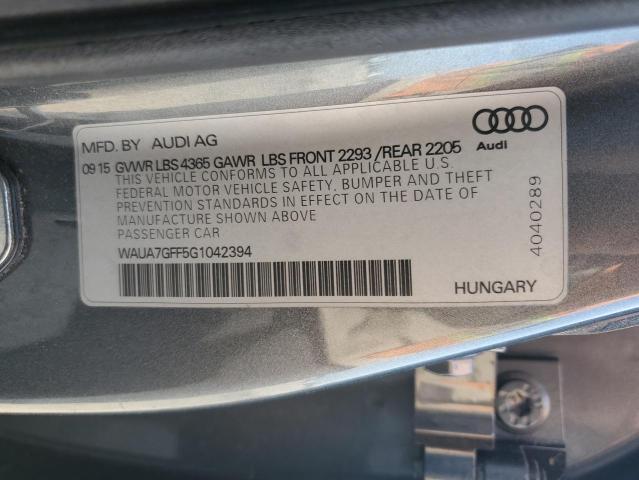 MFD. BY AUDI AG
09 15 GVWR LBS 4365 GAWR LBS FRONT 2293 /REAR 2205
THIS VEHICLE CONFORMS TO ALL APPLICABLE U.S.
FEDERAL MOTOR VEHICLE SAFETY, BUMPER AND THEFT
PREVENTION STANDARDS IN EFFECT ON THE DATE OF
MANUFACTURE SHOWN ABOVE
PASSENGER CAR
WAUA7GFF5G1042394
HUNGARY
Audi
4040289